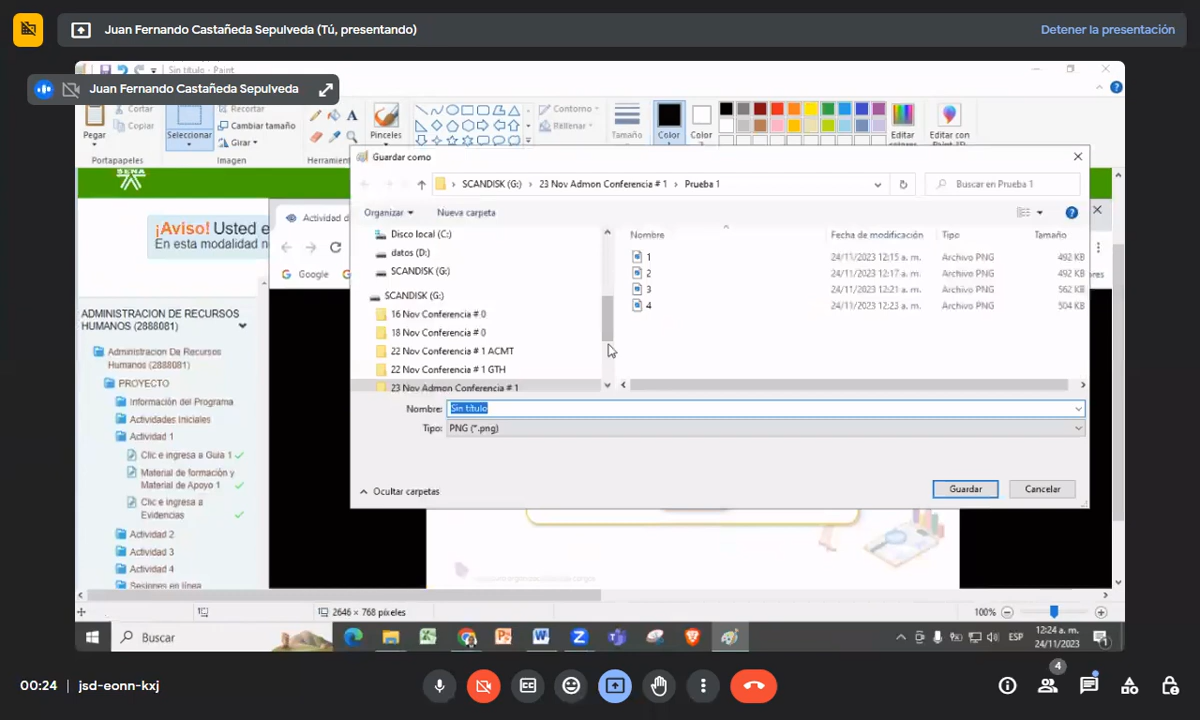 Juan Fernando Castañeda Sepulveda (Tú, presentando)
Detener la presentación
Sin título - Paint
Juan Fernando Castañeda Sepulveda
Pegar
Cortar
Copiar
Portapapeles
Seleccionar
Recortar
Cambiar tamaño
Girar
Imagen
A
Pinceles
Contorno
Rellenar
Tamaño
Color
Color
Editar
Editar con
SENA
¡Aviso! Usted e
En esta modalidad n
Actividad d
Google
ADMINISTRACION DE RECURSOS
HUMANOS (2888081)
Administracion De Recursos
Humanos (2888081)
PROYECTO
Información del Programa
Actividades Iniciales
Actividad 1
Clic e ingresa a Guia 1
Material de formación y
Material de Apoyo 1
Clic e ingresa a
Evidencias
Actividad 2
Actividad 3
Actividad 4
Sesiones en línea
Guardar como
SCANDISK (G:) › 23 Nov Admon Conferencia # 1 › Prueba 1
Buscar en Prueba 1
Organizar
Nueva carpeta
Disco local (C:)
datos (D:)
SCANDISK (G:)
SCANDISK (G:)
16 Nov Conferencia # 0
18 Nov Conferencia # 0
22 Nov Conferencia # 1 ACMT
22 Nov Conferencia # 1 GTH
23 Nov Admon Conferencia # 1
Nombre Fecha de modificación Tipo Tamaño
1 24/11/2023 12:15 a. m. Archivo PNG 492 KB
2 24/11/2023 12:17 a. m. Archivo PNG 492 KB
3 24/11/2023 12:21 a. m. Archivo PNG 562 KB
4 24/11/2023 12:23 a. m. Archivo PNG 504 KB
Nombre: Sin título
Tipo: PNG (*.png)
Ocultar carpetas
Guardar
Cancelar
2646 × 768 píxeles
100%
Buscar
ESP
12:24 a. m.
24/11/2023
00:24 | jsd-eonn-kxj
4